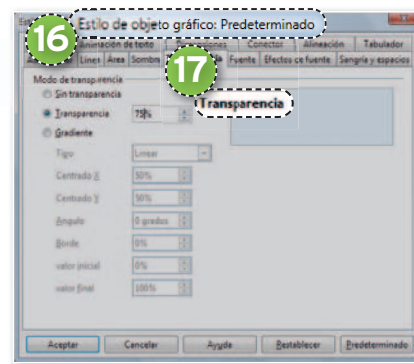 16 Estilo de objeto gráfico: Predeterminado
Animación de texto Conector Alineación Tabulador
Línea Área Sombra 17 Fuente Efectos de fuente Sangría y espacios
Modo de transparencia
Sin transparencia
Transparencia 75%
Transparencia
Gradiente
Tipo Linear
Centrado X 50%
Centrado Y 50%
Ángulo 0 grados
Borde 0%
valor inicial 0%
valor final 100%
Aceptar Cancelar Ayuda Restablecer Predeterminado